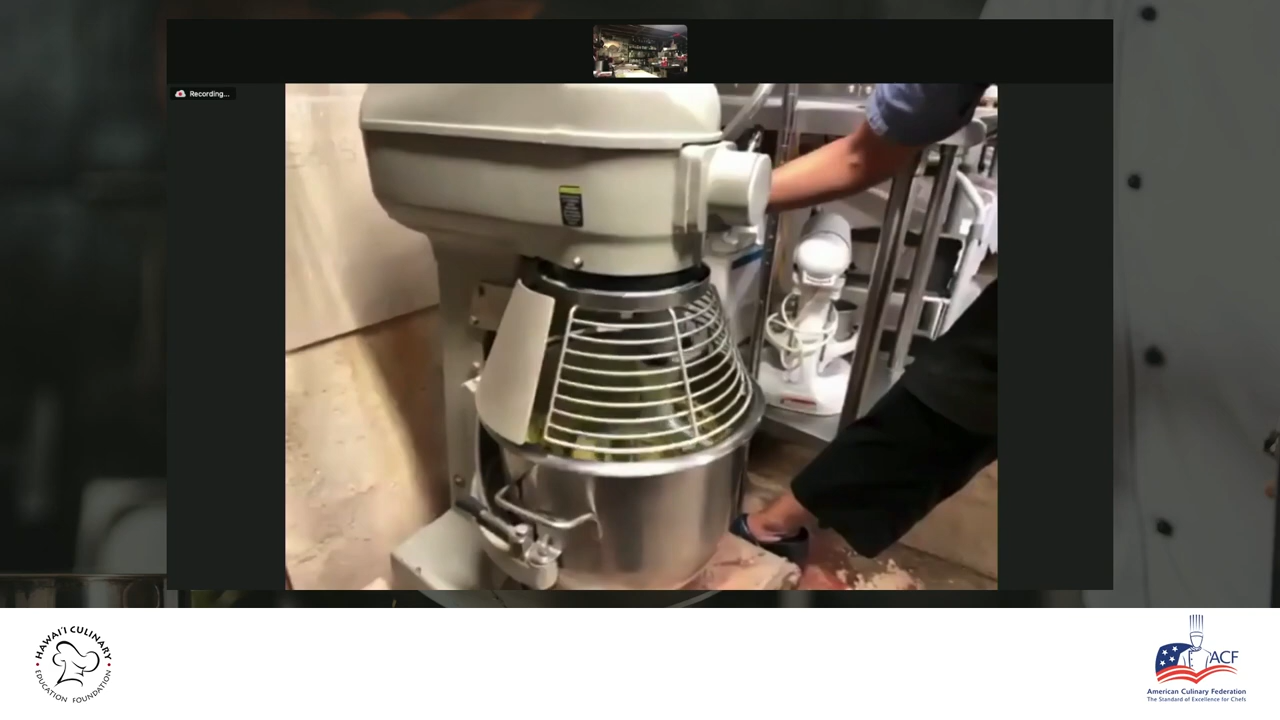 Recording...
HAWAI'I CULINARY
EDUCATION FOUNDATION
ACF
American Culinary Federation
The Standard of Excellence for Chefs